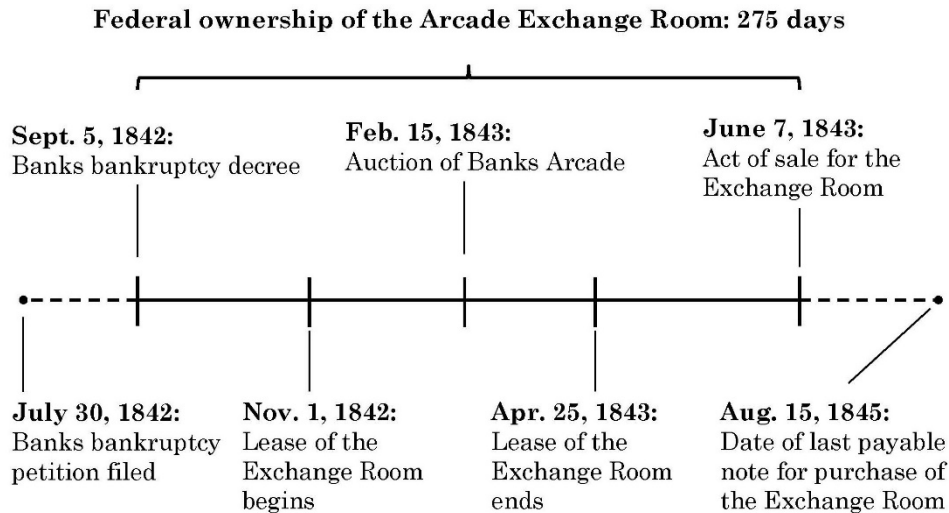 Federal ownership of the Arcade Exchange Room: 275 days
Sept. 5, 1842:
Banks bankruptcy decree
Feb. 15, 1843:
Auction of Banks Arcade
June 7, 1843:
Act of sale for the
Exchange Room
July 30, 1842:
Banks bankruptcy
petition filed
Nov. 1, 1842:
Lease of the
Exchange Room
begins
Apr. 25, 1843:
Lease of the
Exchange Room
ends
Aug. 15, 1845:
Date of last payable
note for purchase of
the Exchange Room